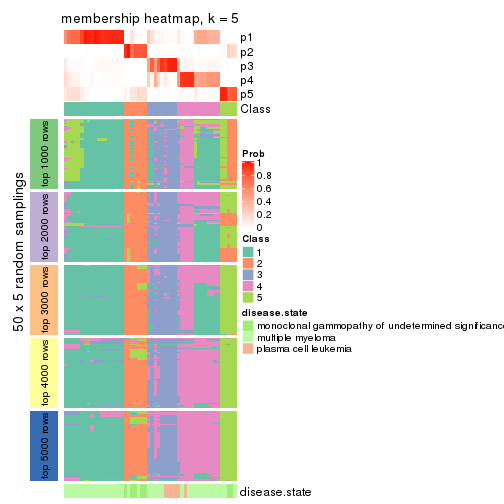 membership heatmap, k = 5
p1
p2
p3
p4
p5
Class
50 x 5 random samplings
top 1000 rows
top 2000 rows
top 3000 rows
top 4000 rows
top 5000 rows
disease.state
Prob
1
0.8
0.6
0.4
0.2
0
Class
1
2
3
4
5
disease.state
monoclonal gammopathy of undetermined significance
multiple myeloma
plasma cell leukemia